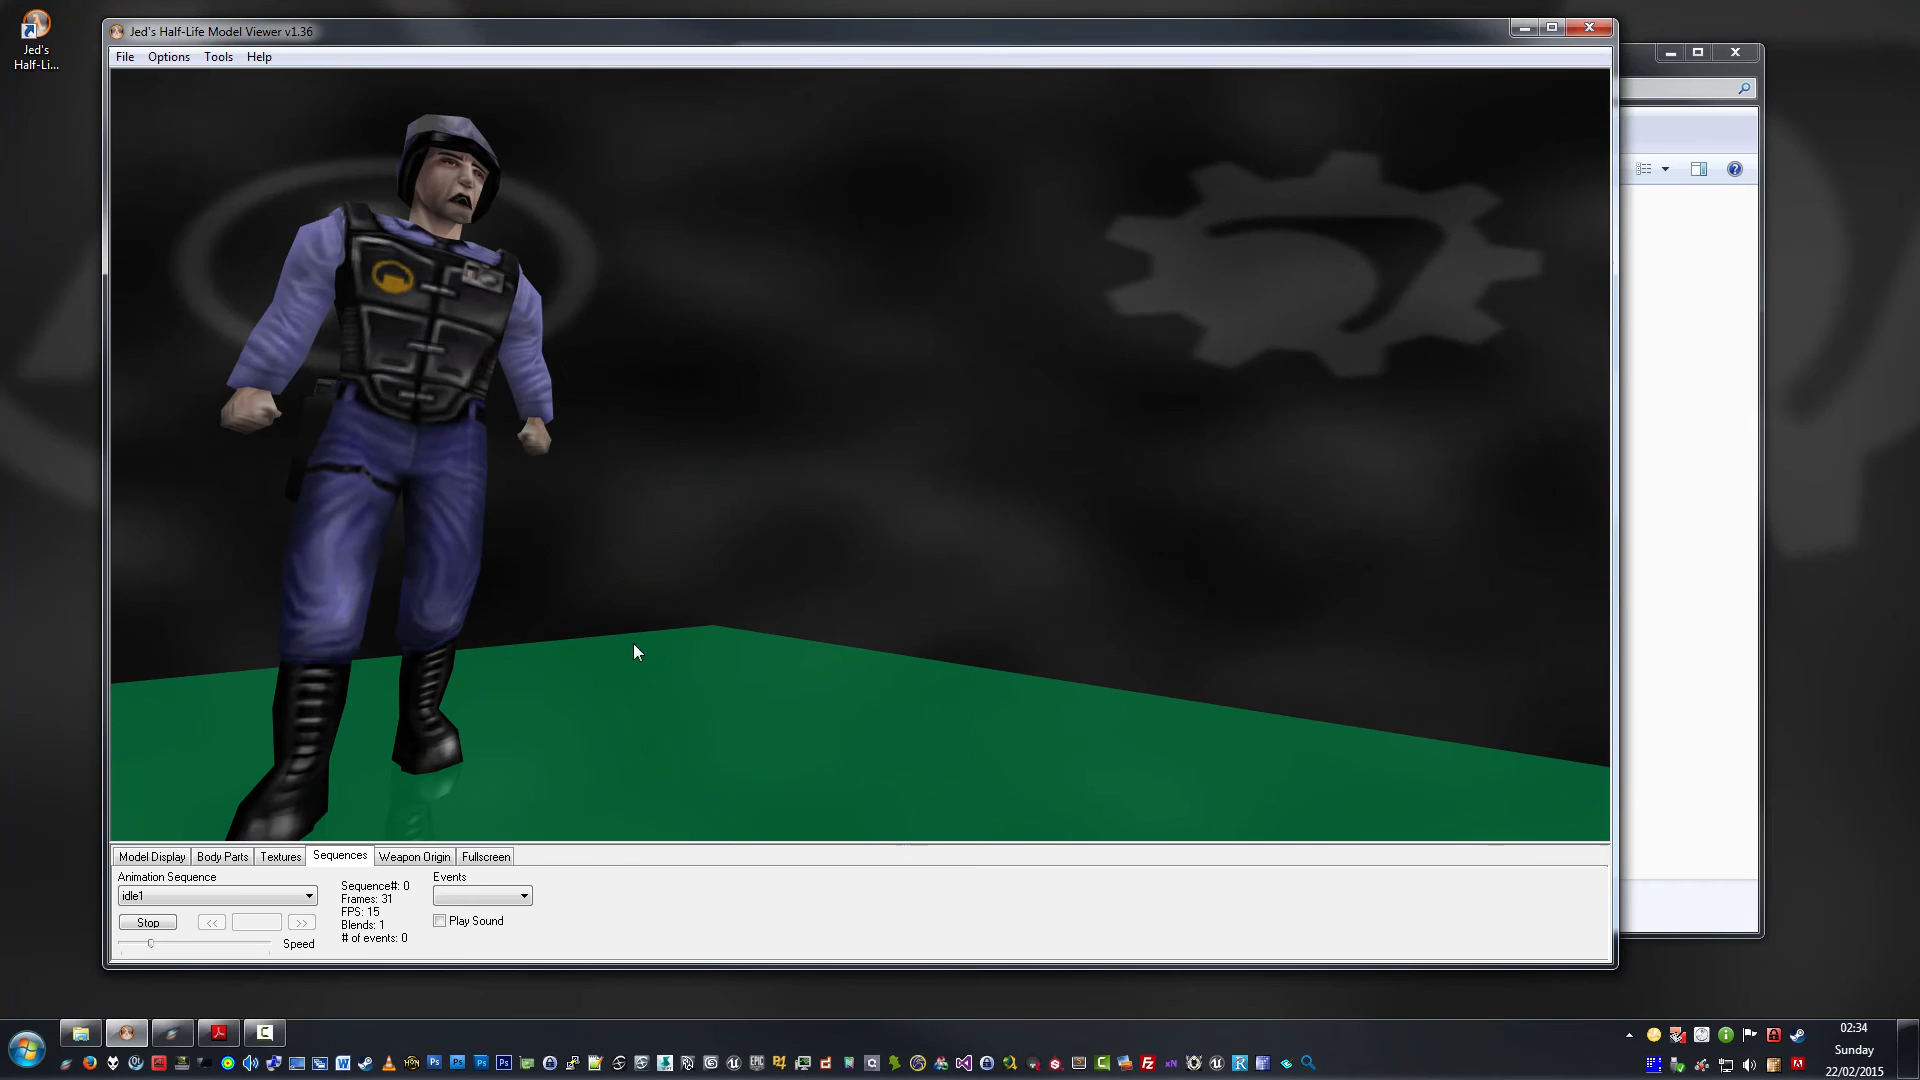 Jed's
Half-Li...
Jed's Half-Life Model Viewer v1.36
File Options Tools Help
Model Display Body Parts Textures Sequences Weapon Origin Fullscreen
Animation Sequence
idle1
Stop << >>
Speed
Sequence#: 0
Frames: 31
FPS: 15
Blends: 1
# of events: 0
Events
Play Sound
02:34
Sunday
22/02/2015